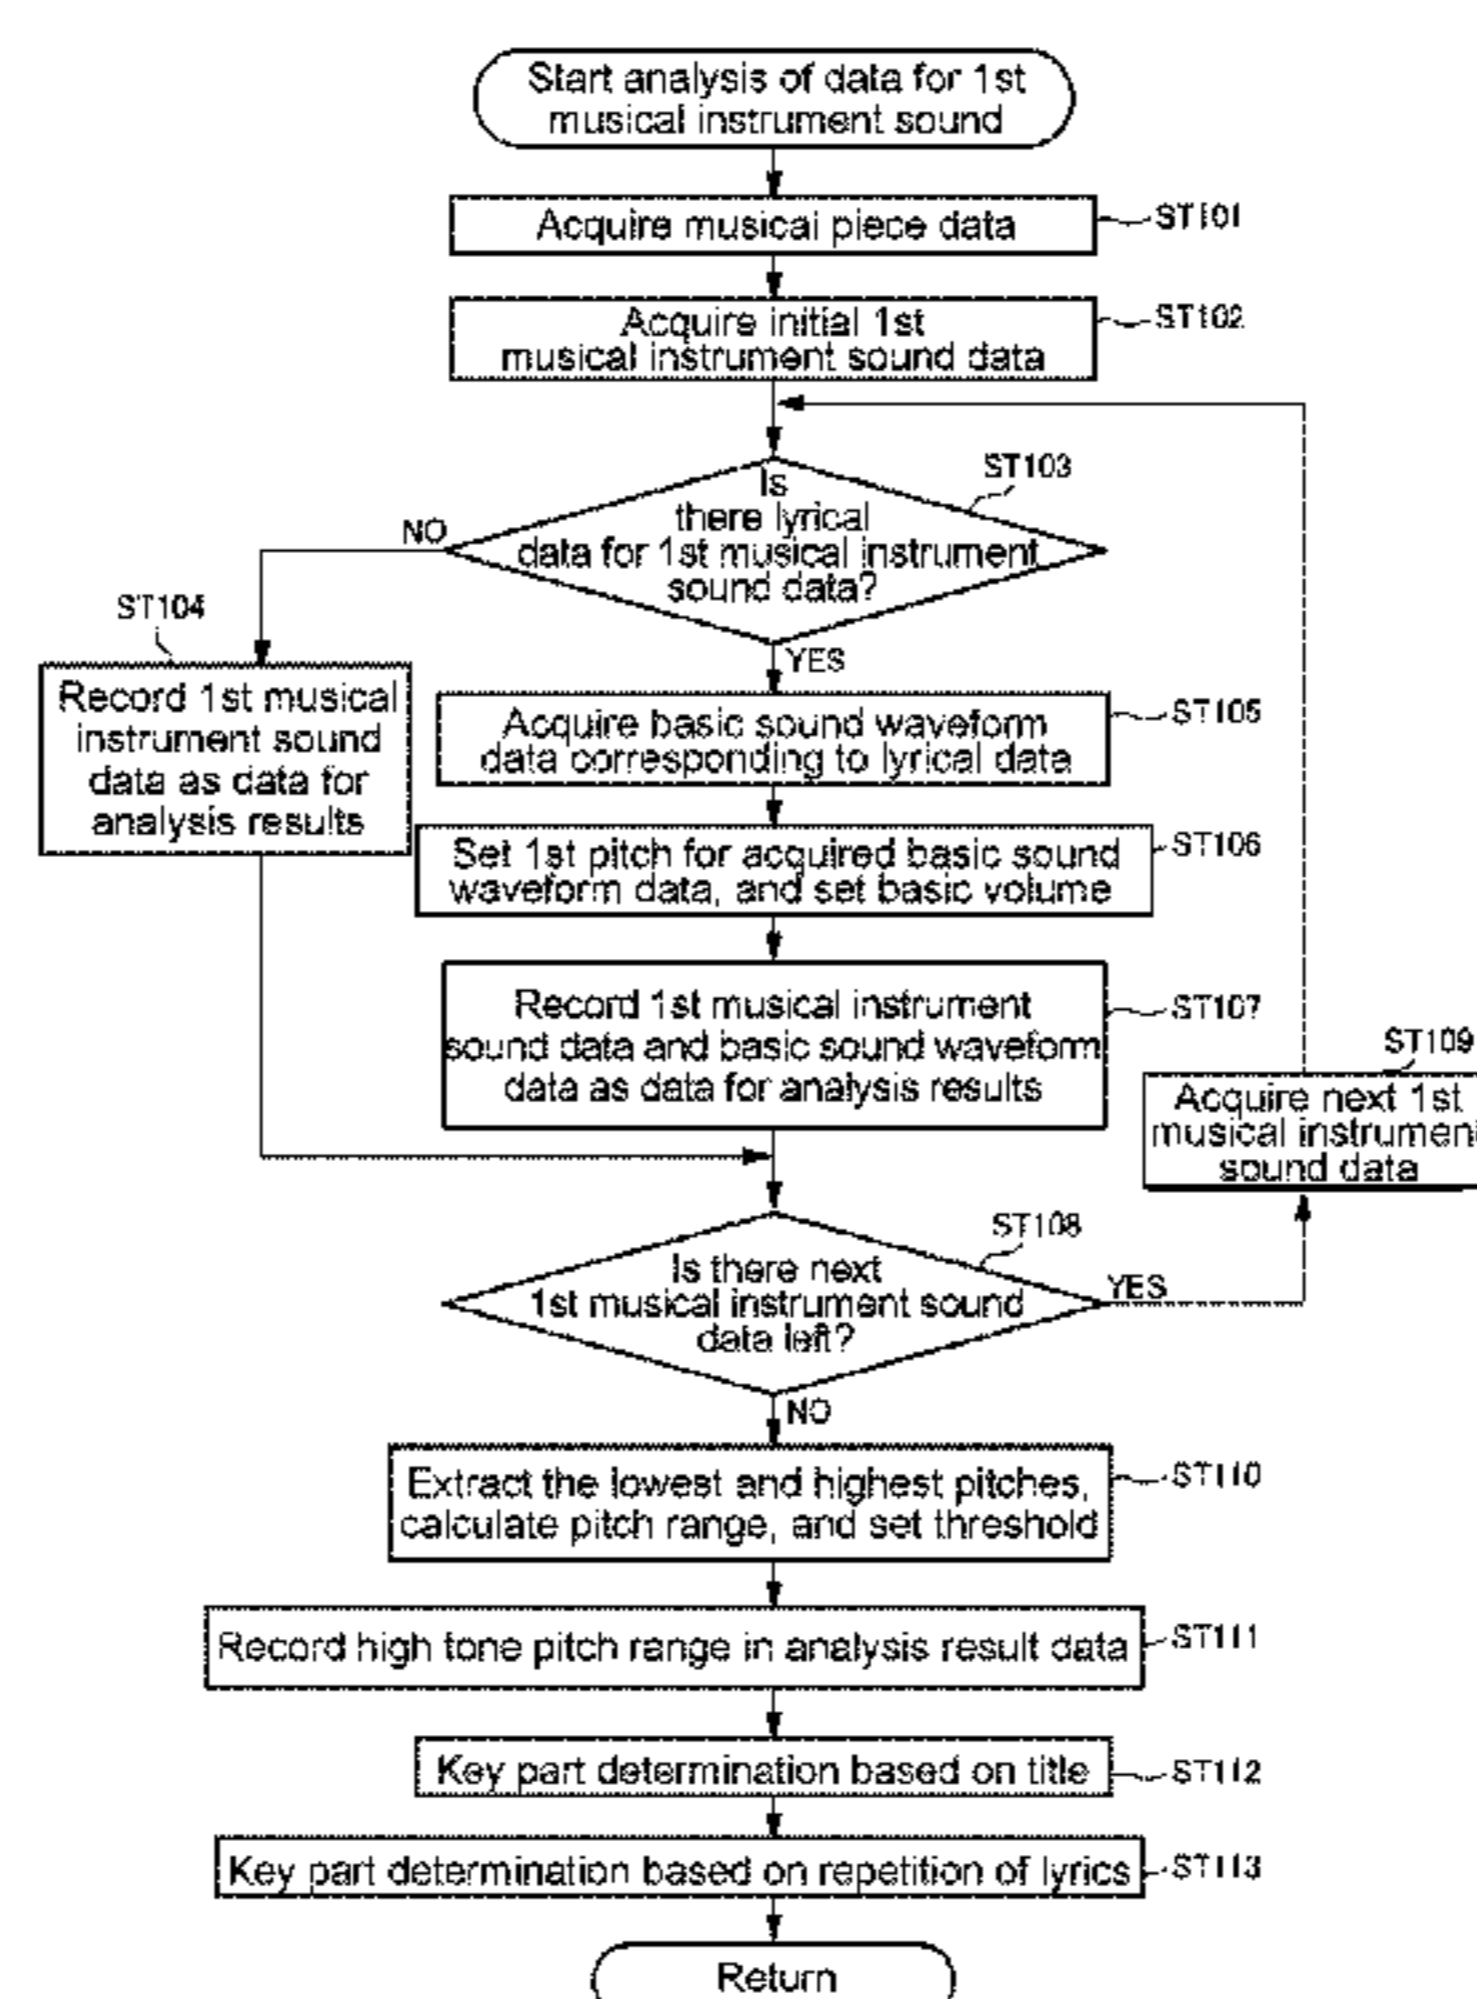 Start analysis of data for 1st
musical instrument sound
Acquire musical piece data
ST101
Acquire initial 1st
musical instrument sound data
ST102
ST103
Is
there lyrical
data for 1st musical instrument
sound data?
NO
YES
ST104
Record 1st musical
instrument sound
data as data for
analysis results
Acquire basic sound waveform
data corresponding to lyrical data
ST105
Set 1st pitch for acquired basic sound
waveform data, and set basic volume
ST106
Record 1st musical instrument
sound data and basic sound waveform
data as data for analysis results
ST107
ST109
Acquire next 1st
musical instrument
sound data
ST108
Is there next
1st musical instrument sound
data left?
YES
NO
Extract the lowest and highest pitches,
calculate pitch range, and set threshold
ST110
Record high tone pitch range in analysis result data
ST111
Key part determination based on title
ST112
Key part determination based on repetition of lyrics
ST113
Return